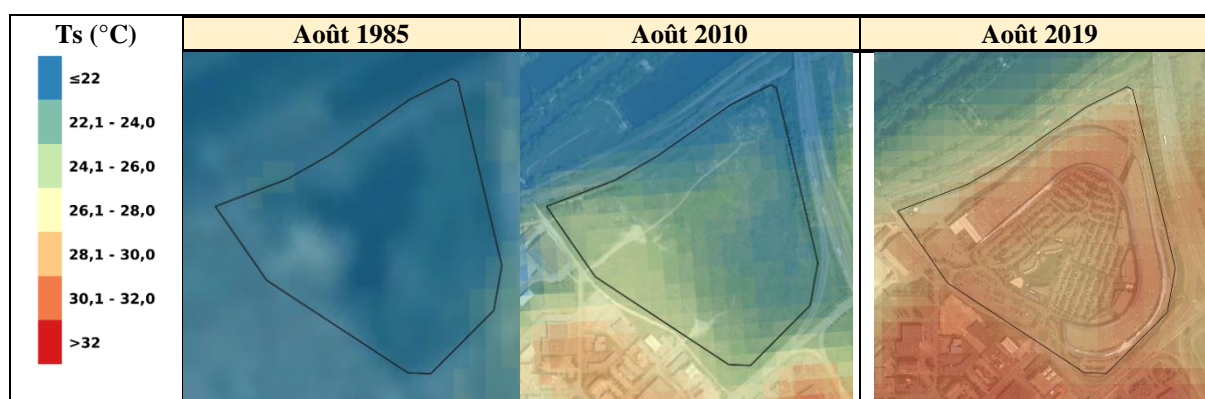 Ts (°C)
Août 1985
Août 2010
Août 2019
≤22
22,1 - 24,0
24,1 - 26,0
26,1 - 28,0
28,1 - 30,0
30,1 - 32,0
>32